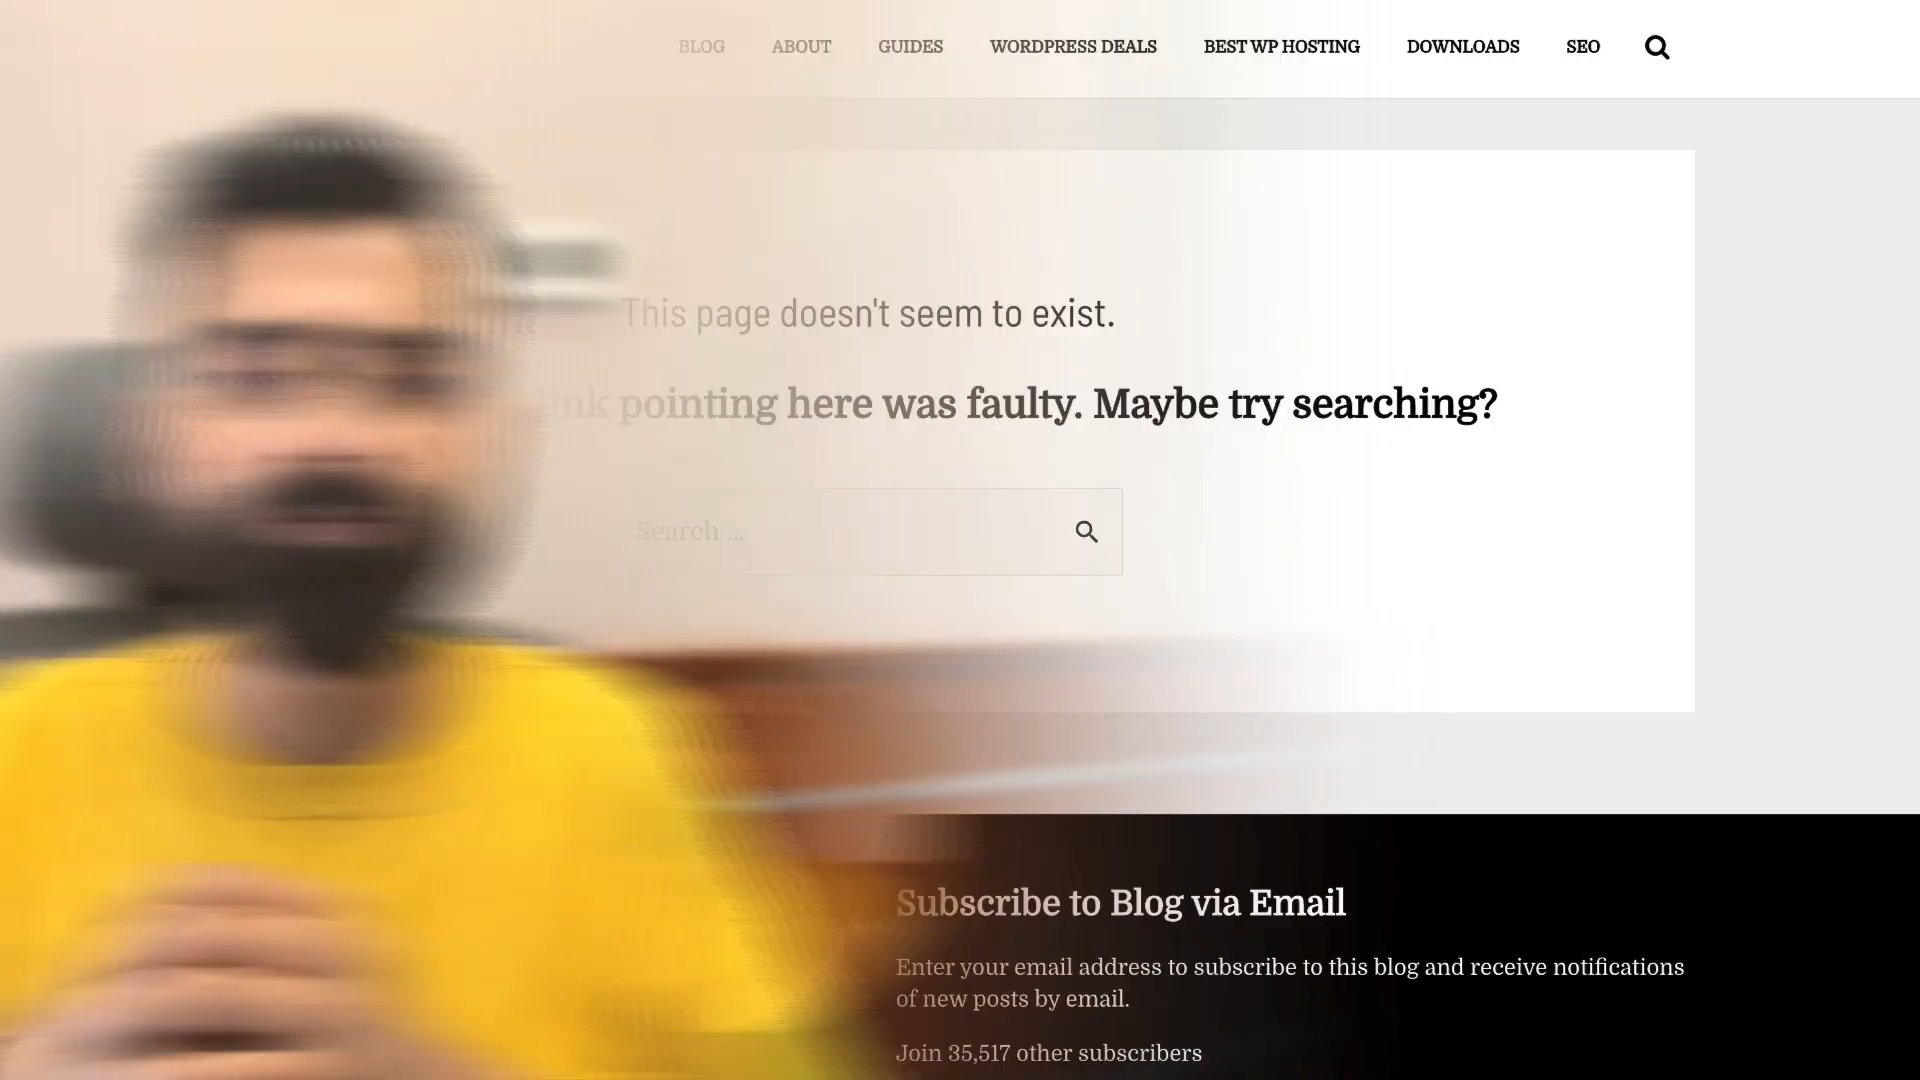 BLOG ABOUT GUIDES WORDPRESS DEALS BEST WP HOSTING DOWNLOADS SEO
This page doesn't seem to exist.
pointing here was faulty. Maybe try searching?
Search ...
Subscribe to Blog via Email
Enter your email address to subscribe to this blog and receive notifications
of new posts by email.
Join 35,517 other subscribers